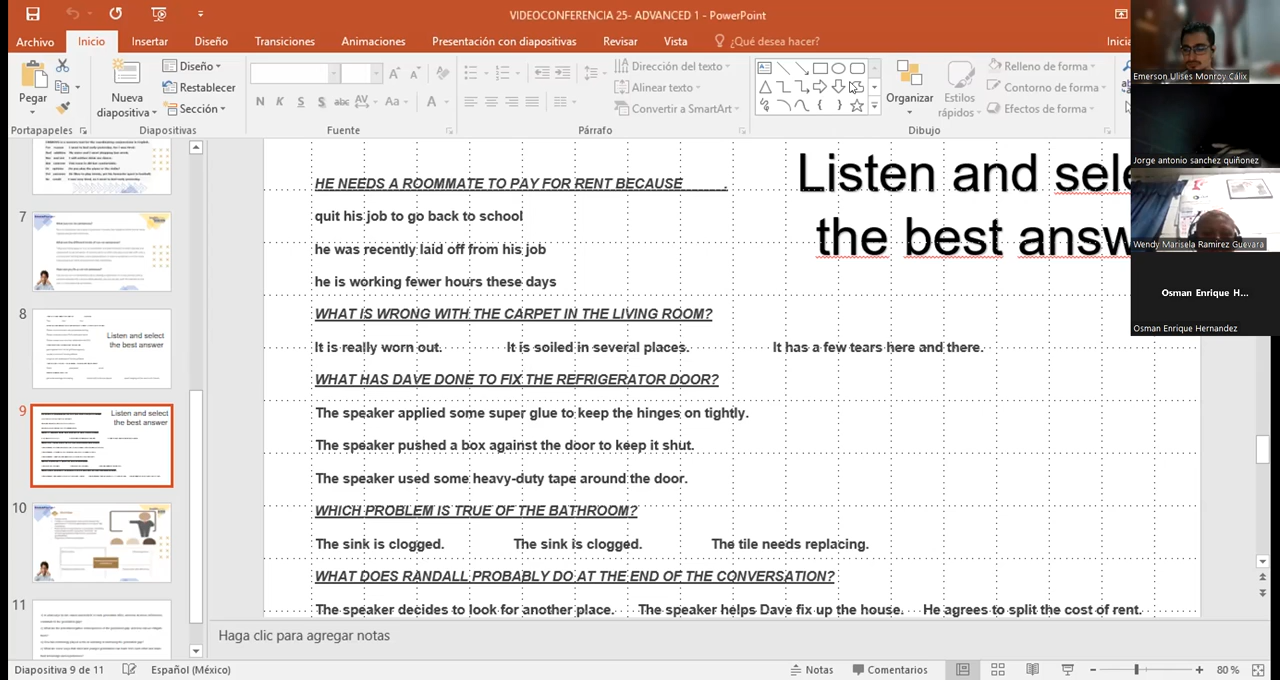 VIDEOCONFERENCIA 25- ADVANCED 1 - PowerPoint
Archivo Inicio Insertar Diseño Transiciones Animaciones Presentación con diapositivas Revisar Vista ¿Qué desea hacer? Inicia
Pegar
Nueva diapositiva
Diseño
Restablecer
Sección
N K S S abc AV Aa A
Dirección del texto
Alinear texto
Convertir a SmartArt
Organizar
Estilos rápidos
Relleno de forma
Contorno de forma
Efectos de forma
Portapapeles Diapositivas Fuente Párrafo Dibujo
Emerson Ulises Monroy Cálix
Jorge antonio sanchez quiñonez
Wendy Marisela Ramirez Guevara
Osman Enrique H...
Osman Enrique Hernandez
7
8
Listen and select
the best answer
9
Listen and select
the best answer
10
11
Listen and sele
the best answ
HE NEEDS A ROOMMATE TO PAY FOR RENT BECAUSE______.
quit his job to go back to school
he was recently laid off from his job
he is working fewer hours these days
WHAT IS WRONG WITH THE CARPET IN THE LIVING ROOM?
It is really worn out. is soiled in several places. has a few tears here and there.
WHAT HAS DAVE DONE TO FIX THE REFRIGERATOR DOOR?
The speaker applied some super glue to keep the hinges on tightly.
The speaker pushed a box against the door to keep it shut.
The speaker used some heavy-duty tape around the door.
WHICH PROBLEM IS TRUE OF THE BATHROOM?
The sink is clogged. The sink is clogged. The tile needs replacing.
WHAT DOES RANDALL PROBABLY DO AT THE END OF THE CONVERSATION?
The speaker decides to look for another place. The speaker helps Dave fix up the house. He agrees to split the cost of rent.
Haga clic para agregar notas
Diapositiva 9 de 11 Español (México) Notas Comentarios 80 %